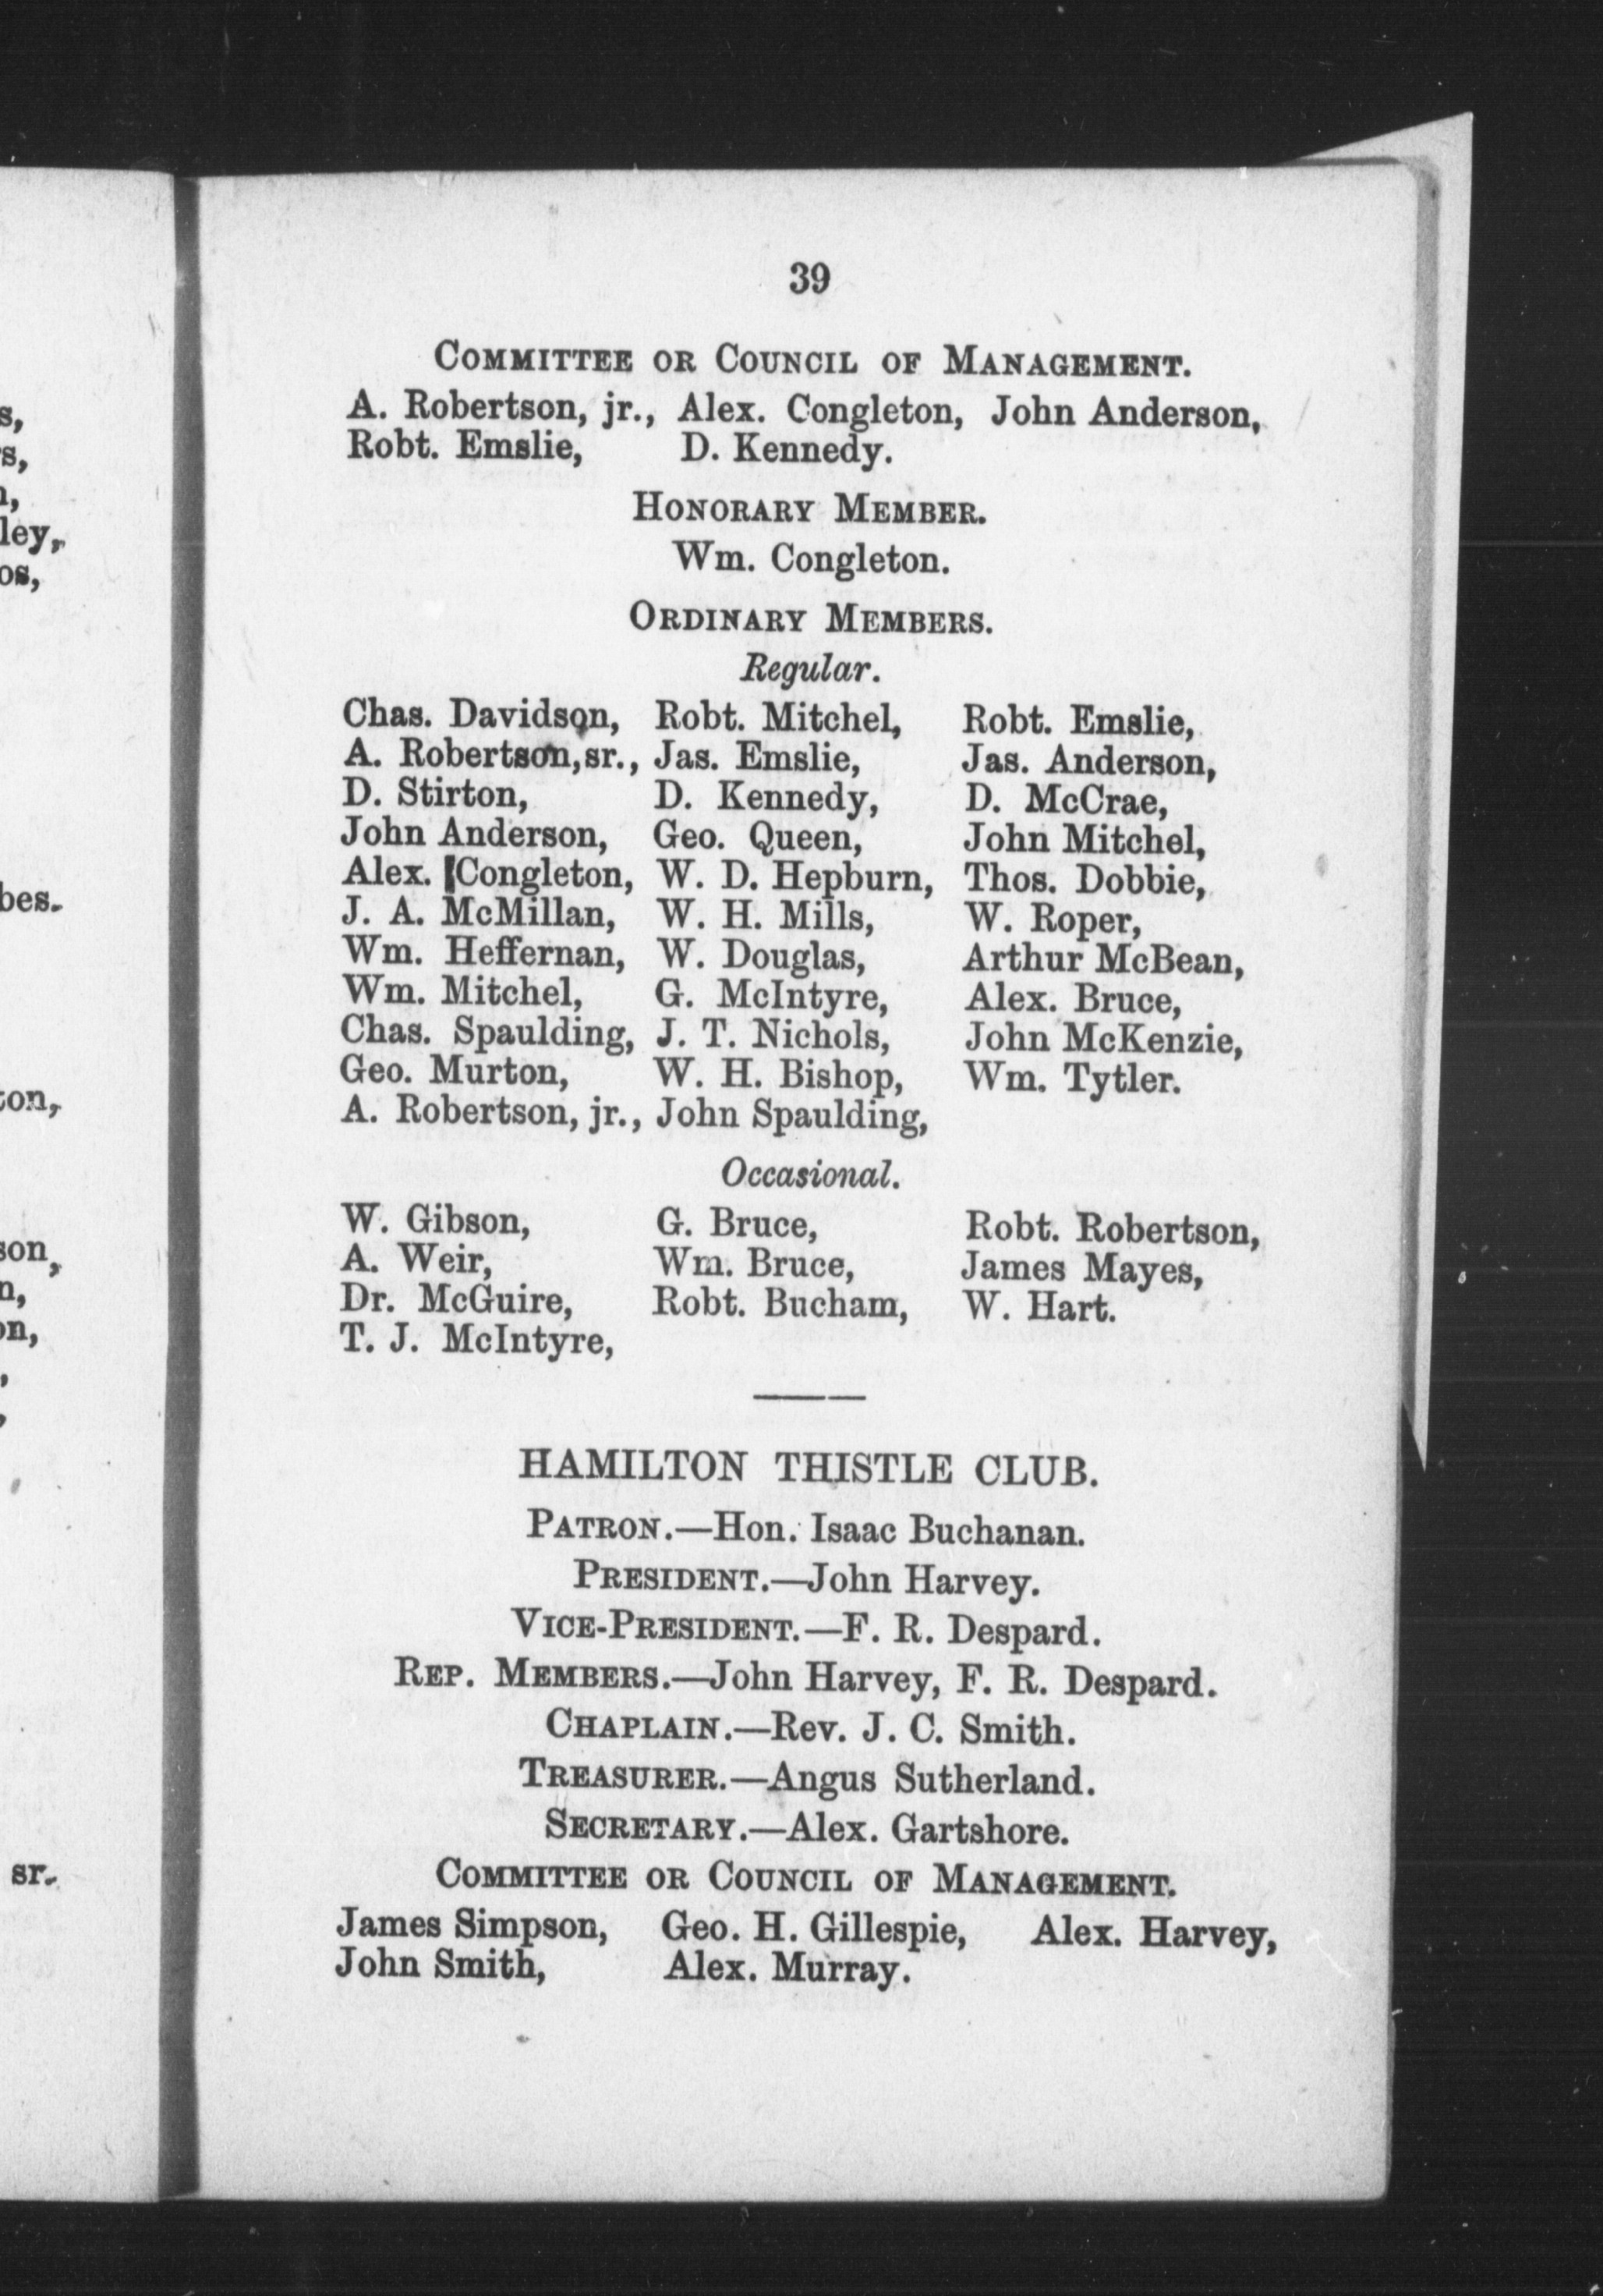 39
COMMITTEE OR COUNCIL OF MANAGEMENT.
A. Robertson, jr., Alex. Congleton, John Anderson,
Robt. Emslie, D. Kennedy.
HONORARY MEMBER.
Wm. Congleton.
ORDINARY MEMBERS.
Regular.
Chas. Davidson, Robt. Mitchel, Robt. Emslie,
A. Robertson, sr., Jas. Emslie, Jas. Anderson,
D. Stirton, D. Kennedy, D. McCrae,
John Anderson, Geo. Queen, John Mitchel,
Alex. Congleton, W. D. Hepburn, Thos. Dobbie,
J. A. McMillan, W. H. Mills, W. Roper,
Wm. Heffernan, W. Douglas, Arthur McBean,
Wm. Mitchel, G. McIntyre, Alex. Bruce,
Chas. Spaulding, J. T. Nichols, John McKenzie,
Geo. Murton, W. H. Bishop, Wm. Tytler.
A. Robertson, jr., John Spaulding,
Occasional.
W. Gibson, G. Bruce, Robt. Robertson,
A. Weir, Wm. Bruce, James Mayes,
Dr. McGuire, Robt. Bucham, W. Hart.
T. J. McIntyre,
HAMILTON THISTLE CLUB.
PATRON.—Hon. Isaac Buchanan.
PRESIDENT.—John Harvey.
VICE-PRESIDENT.—F. R. Despard.
REP. MEMBERS.—John Harvey, F. R. Despard.
CHAPLAIN.—Rev. J. C. Smith.
TREASURER.—Angus Sutherland.
SECRETARY.—Alex. Gartshore.
COMMITTEE OR COUNCIL OF MANAGEMENT.
James Simpson, Geo. H. Gillespie, Alex. Harvey,
John Smith, Alex. Murray.